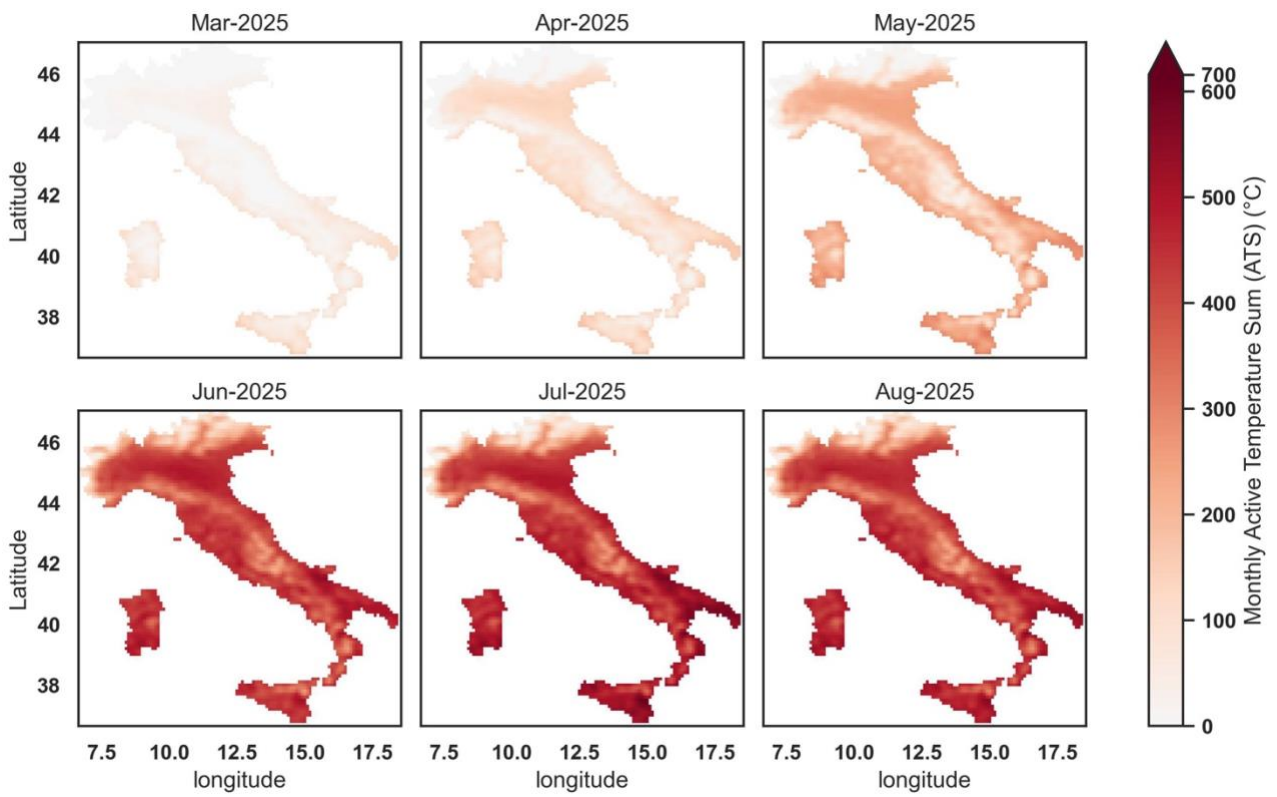 Mar-2025
Apr-2025
May-2025
46
44
42
40
38
Latitude
Jun-2025
Jul-2025
Aug-2025
46
44
42
40
38
Latitude
7.5 10.0 12.5 15.0 17.5
7.5 10.0 12.5 15.0 17.5
7.5 10.0 12.5 15.0 17.5
longitude
longitude
longitude
700
600
500
400
300
200
100
0
Monthly Active Temperature Sum (ATS) (°C)